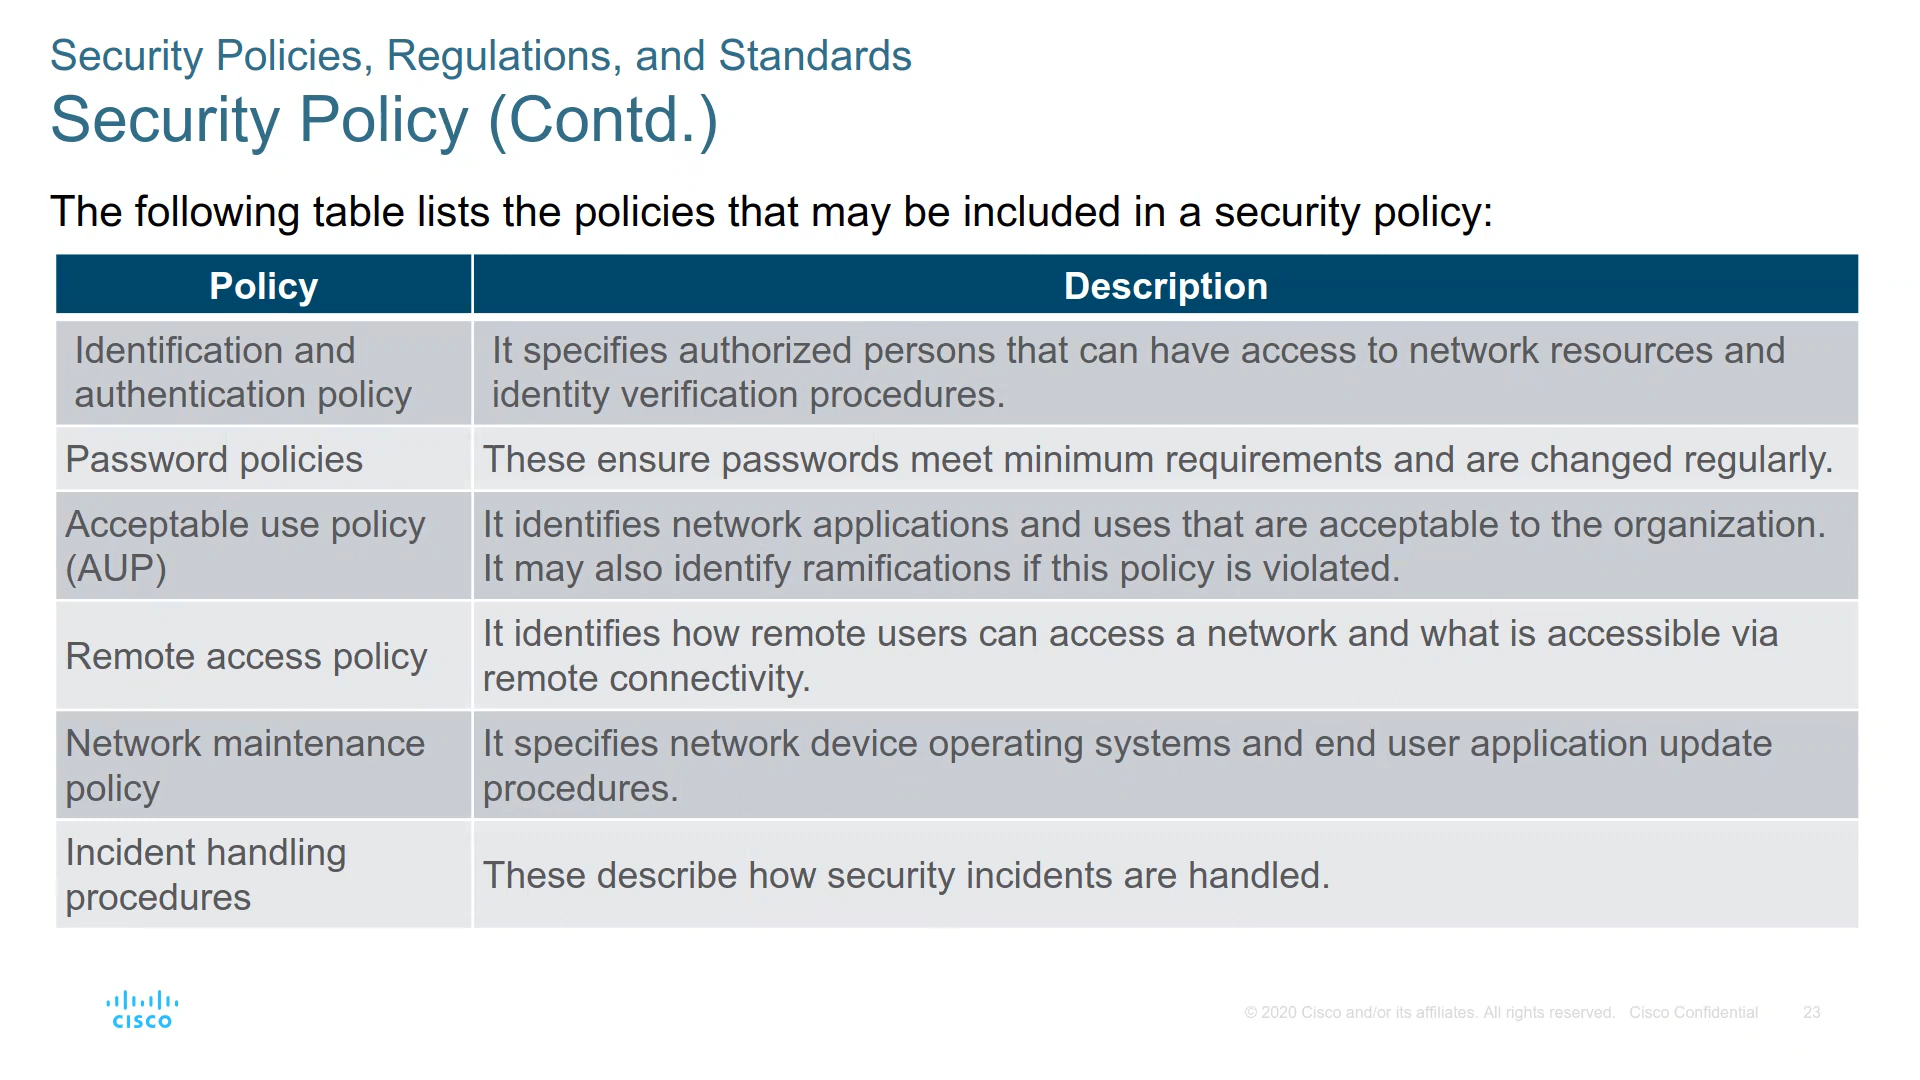 Security Policies, Regulations, and Standards
Security Policy (Contd.)
The following table lists the policies that may be included in a security policy:
Policy
Description
Identification and
authentication policy
It specifies authorized persons that can have access to network resources and
identity verification procedures.
Password policies
These ensure passwords meet minimum requirements and are changed regularly.
Acceptable use policy
(AUP)
It identifies network applications and uses that are acceptable to the organization.
It may also identify ramifications if this policy is violated.
Remote access policy
It identifies how remote users can access a network and what is accessible via
remote connectivity.
Network maintenance
policy
It specifies network device operating systems and end user application update
procedures.
Incident handling
procedures
These describe how security incidents are handled.
CISCO
© 2020 Cisco and/or its affiliates. All rights reserved. Cisco Confidential
23